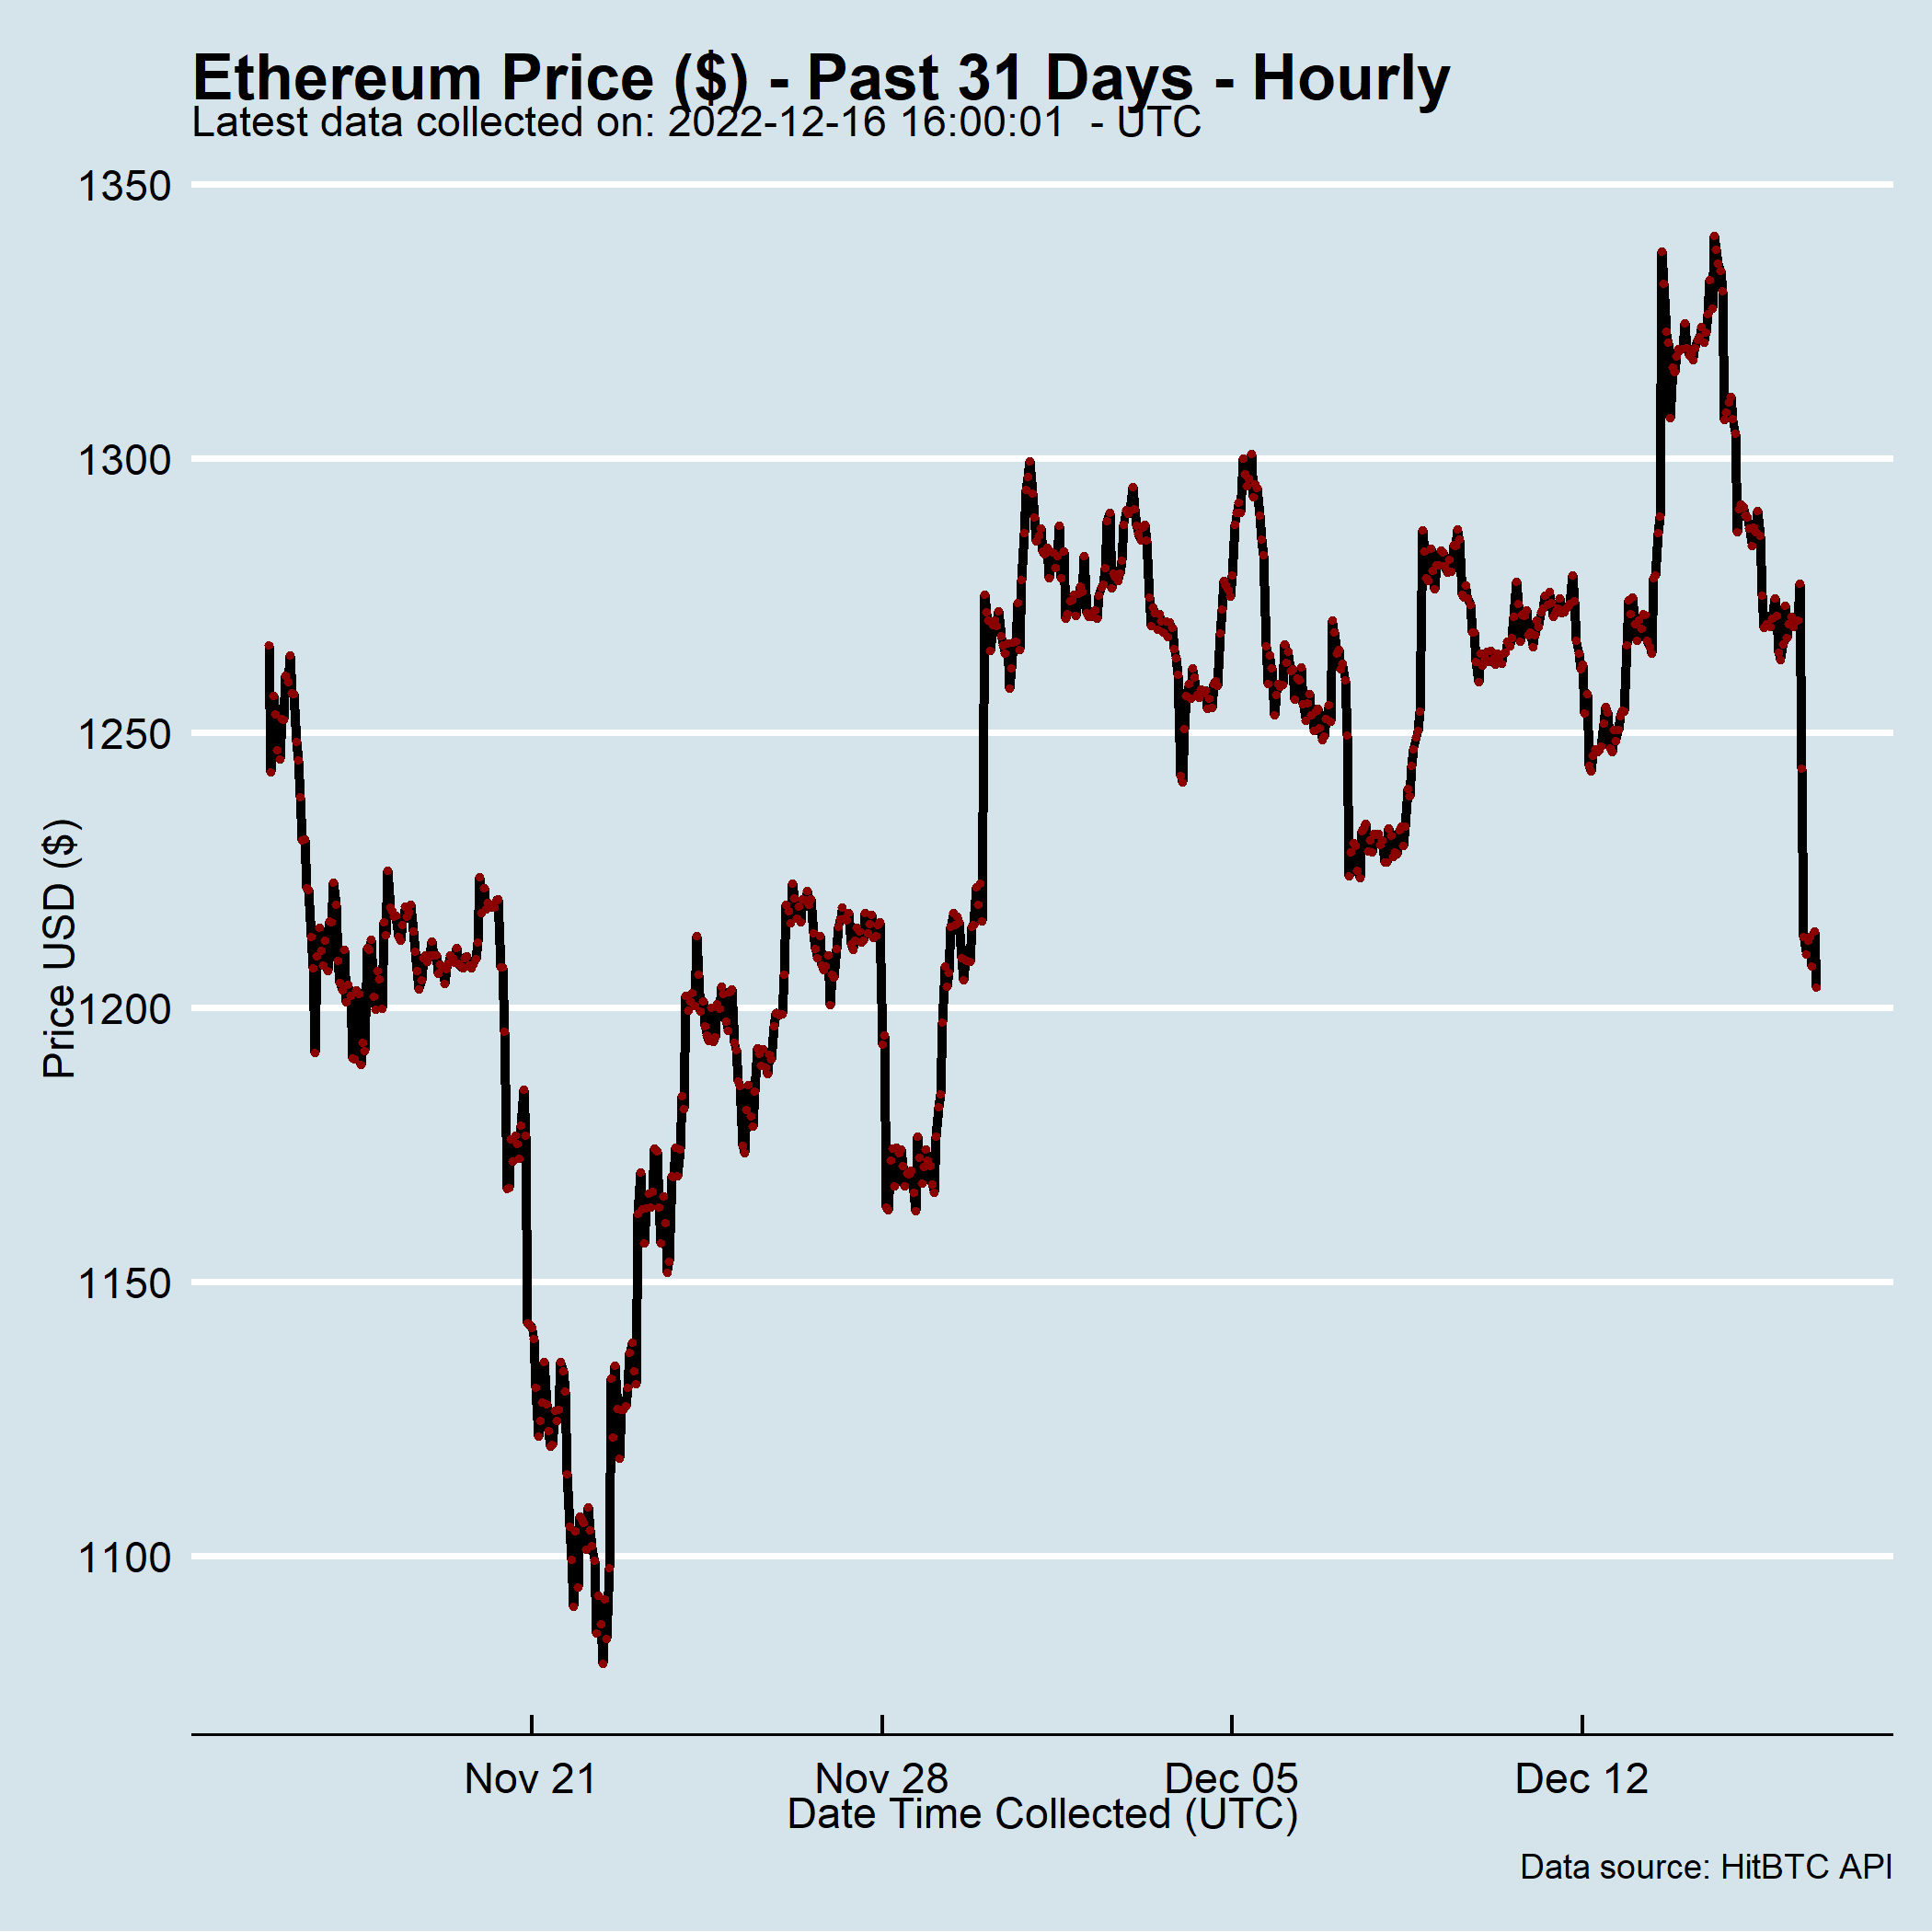 Ethereum Price ($) - Past 31 Days - Hourly
Latest data collected on: 2022-12-16 16:00:01  - UTC
1350
1300
1250
1200
1150
1100
Price USD ($)
Nov 21 Nov 28 Dec 05 Dec 12
Date Time Collected (UTC)
Data source: HitBTC API